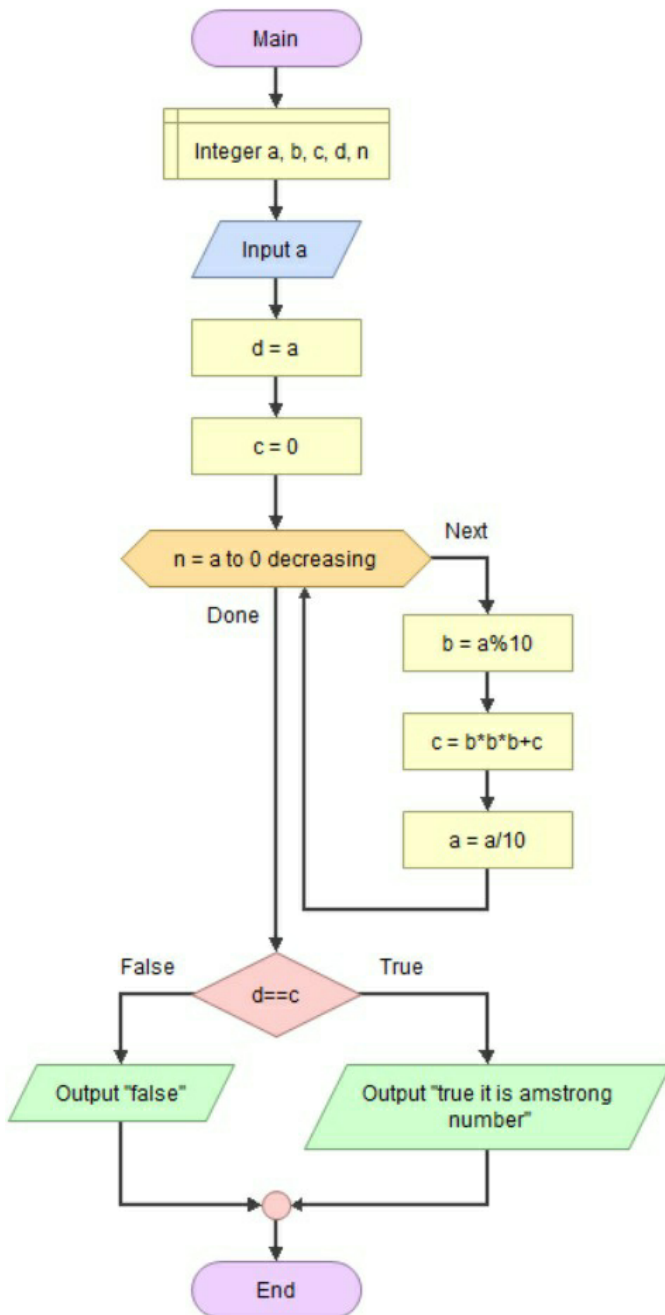 Main
Integer a, b, c, d, n
Input a
d = a
c = 0
n = a to 0 decreasing
Next
Done
b = a%10
c = b*b*b+c
a = a/10
False
True
d==c
Output "false"
Output "true it is amstrong
number"
End